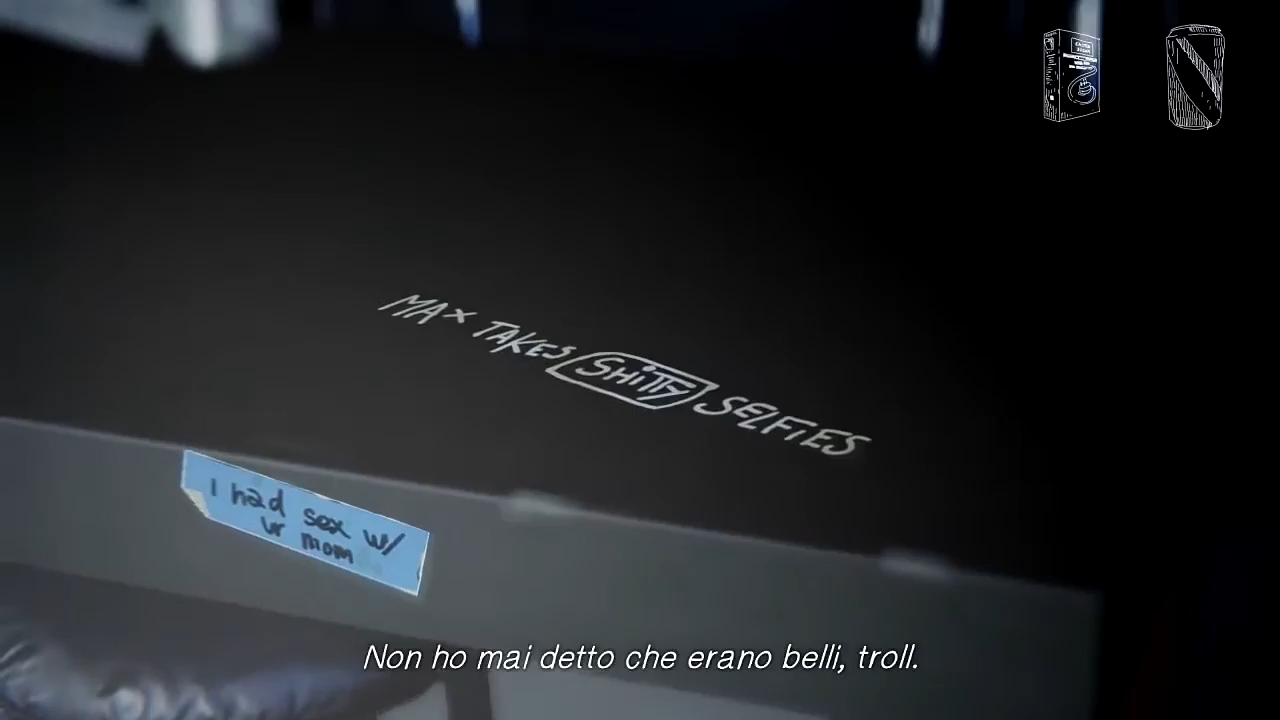 MAX TAKES SHITTY SELFIES
I had sex w/
ur mom
Non ho mai detto che erano belli, troll.